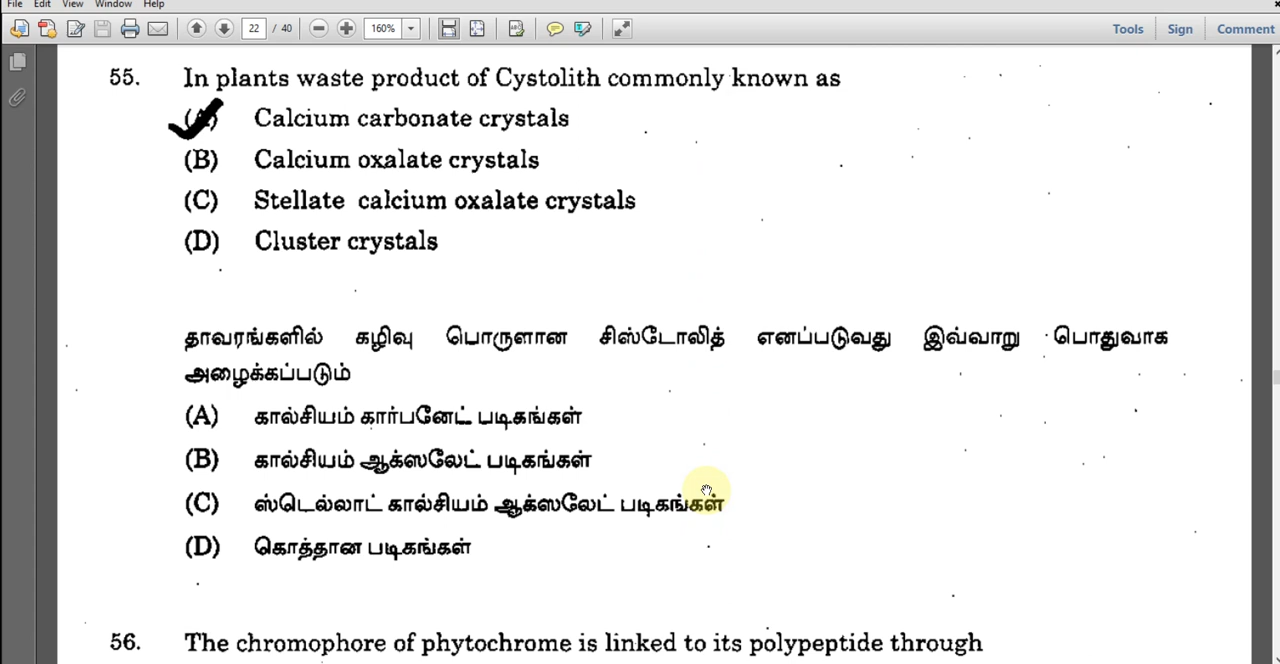 File Edit View Window Help
22 / 40 160% Tools Sign Comment
55. In plants waste product of Cystolith commonly known as
(A) Calcium carbonate crystals
(B) Calcium oxalate crystals
(C) Stellate calcium oxalate crystals
(D) Cluster crystals
தாவரங்களில் கழிவு பொருளான சிஸ்டோலித் எனப்படுவது இவ்வாறு பொதுவாக
அழைக்கப்படும்
(A) கால்சியம் கார்பனேட் படிகங்கள்
(B) கால்சியம் ஆக்ஸலேட் படிகங்கள்
(C) ஸ்டெல்லாட் கால்சியம் ஆக்ஸலேட் படிகங்கள்
(D) கொத்தான படிகங்கள்
56. The chromophore of phytochrome is linked to its polypeptide through